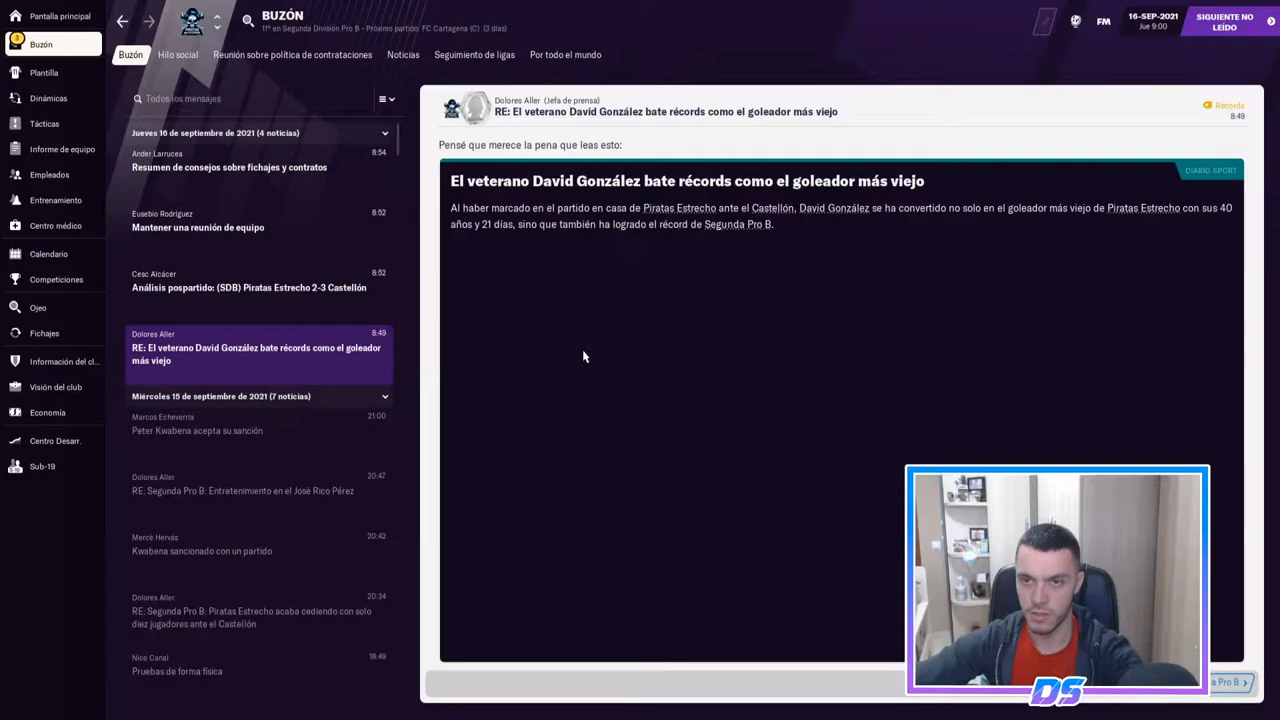 Pantalla principal
3
Buzón
Plantilla
Dinámicas
Tácticas
Informe de equipo
Empleados
Entrenamiento
Centro médico
Calendario
Competiciones
Ojeo
Fichajes
Información del cl...
Visión del club
Economía
Centro Desarr.
Sub-19
BUZÓN
11º en Segunda División Pro B - Próximo partido: FC Cartagena (C) (3 días)
FM
16-SEP-2021
Jue 9:00
SIGUIENTE NO LEÍDO
Buzón
Hilo social
Reunión sobre política de contrataciones
Noticias
Seguimiento de ligas
Por todo el mundo
Todos los mensajes
Jueves 16 de septiembre de 2021 (4 noticias)
Ander Larrucea 8:54
Resumen de consejos sobre fichajes y contratos
Eusebio Rodríguez 8:52
Mantener una reunión de equipo
Cesc Alcácer 8:52
Análisis pospartido: (SDB) Piratas Estrecho 2-3 Castellón
Dolores Aller 8:49
RE: El veterano David González bate récords como el goleador
más viejo
Miércoles 15 de septiembre de 2021 (7 noticias)
Marcos Echeverría 21:00
Peter Kwabena acepta su sanción
Dolores Aller 20:47
RE: Segunda Pro B: Entretenimiento en el José Rico Pérez
Mercè Hervás 20:42
Kwabena sancionado con un partido
Dolores Aller 20:34
RE: Segunda Pro B: Piratas Estrecho acaba cediendo con solo
diez jugadores ante el Castellón
Nico Canal 18:49
Pruebas de forma física
Dolores Aller (Jefa de prensa)
RE: El veterano David González bate récords como el goleador más viejo
Récords
8:49
Pensé que merece la pena que leas esto:
DIARIO SPORT
El veterano David González bate récords como el goleador más viejo
Al haber marcado en el partido en casa de Piratas Estrecho ante el Castellón, David González se ha convertido no solo en el goleador más viejo de Piratas Estrecho con sus 40
años y 21 días, sino que también ha logrado el récord de Segunda Pro B.
a Pro B
DS